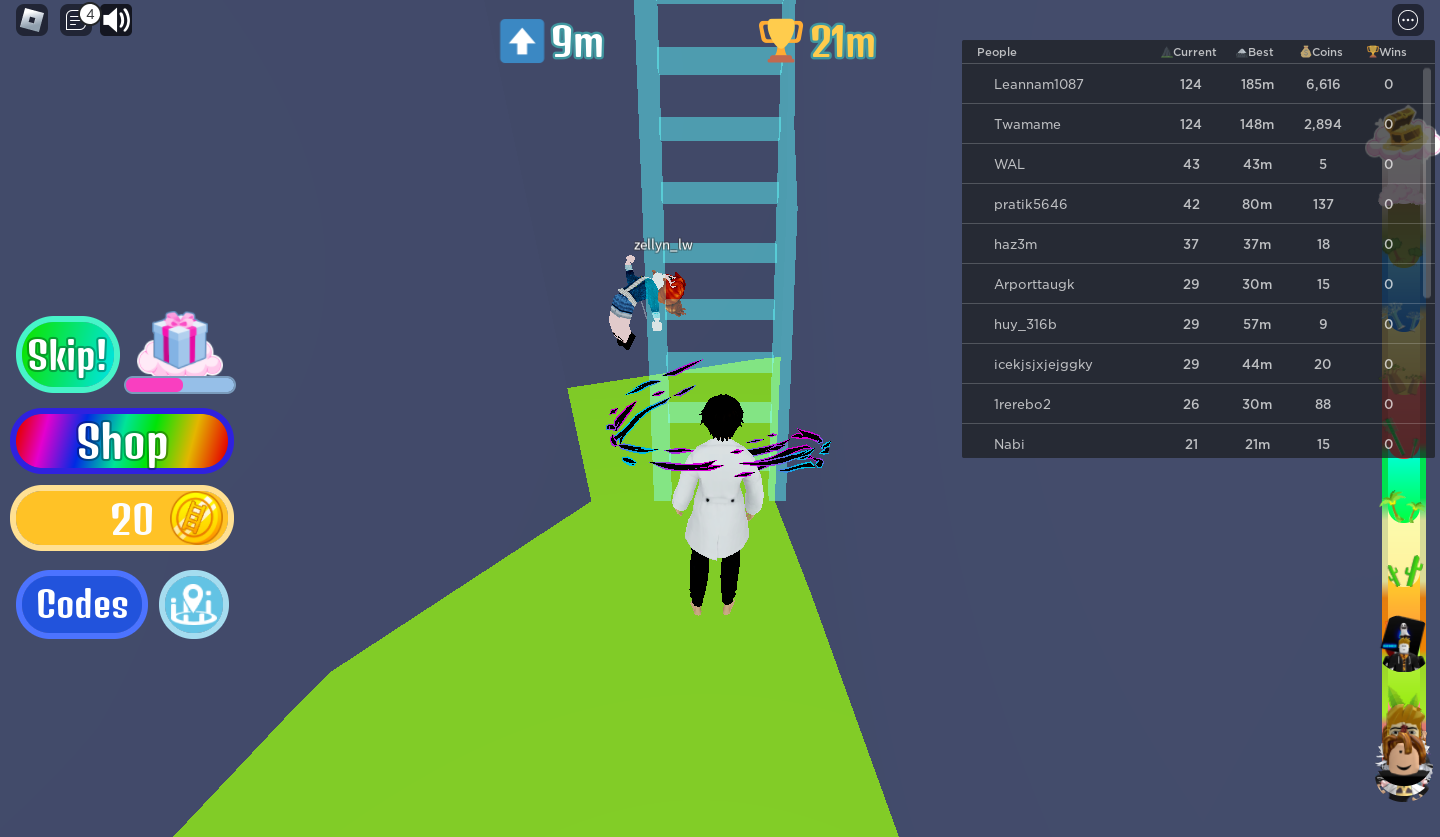 4
9m
21m
People Current Best Coins Wins
Leannam1087 124 185m 6,616 0
Twamame 124 148m 2,894 0
WAL 43 43m 5 0
pratik5646 42 80m 137 0
haz3m 37 37m 18 0
Arporttaugk 29 30m 15 0
huy_316b 29 57m 9 0
icekjsjxjejggky 29 44m 20 0
1rerebo2 26 30m 88 0
Nabi 21 21m 15 0
zellyn_lw
Skip!
Shop
20
Codes